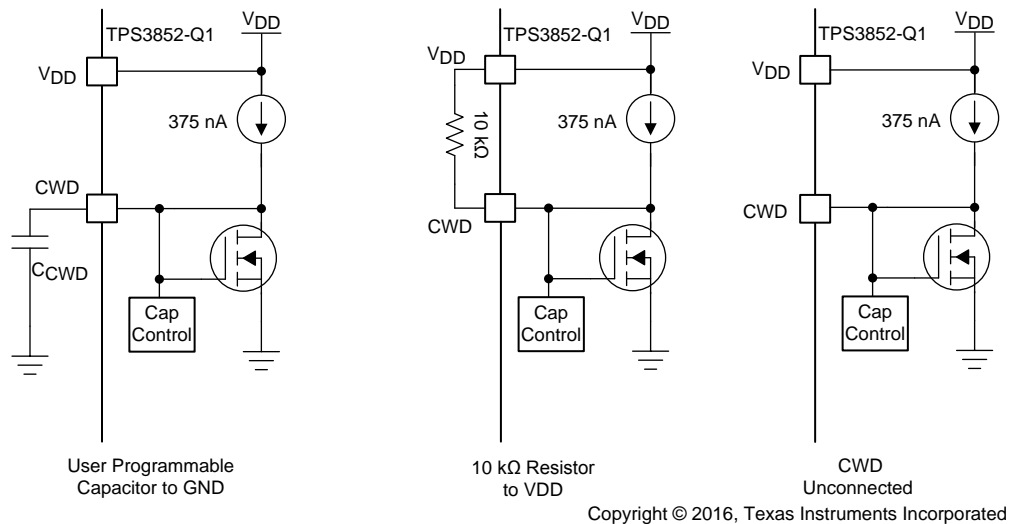 TPS3852-Q1
VDD
VDD
375 nA
CWD
CCWD
Cap
Control
User Programmable
Capacitor to GND
TPS3852-Q1
VDD
VDD
10 kΩ
375 nA
CWD
Cap
Control
10 kΩ Resistor
to VDD
TPS3852-Q1
VDD
VDD
375 nA
CWD
Cap
Control
CWD
Unconnected
Copyright © 2016, Texas Instruments Incorporated